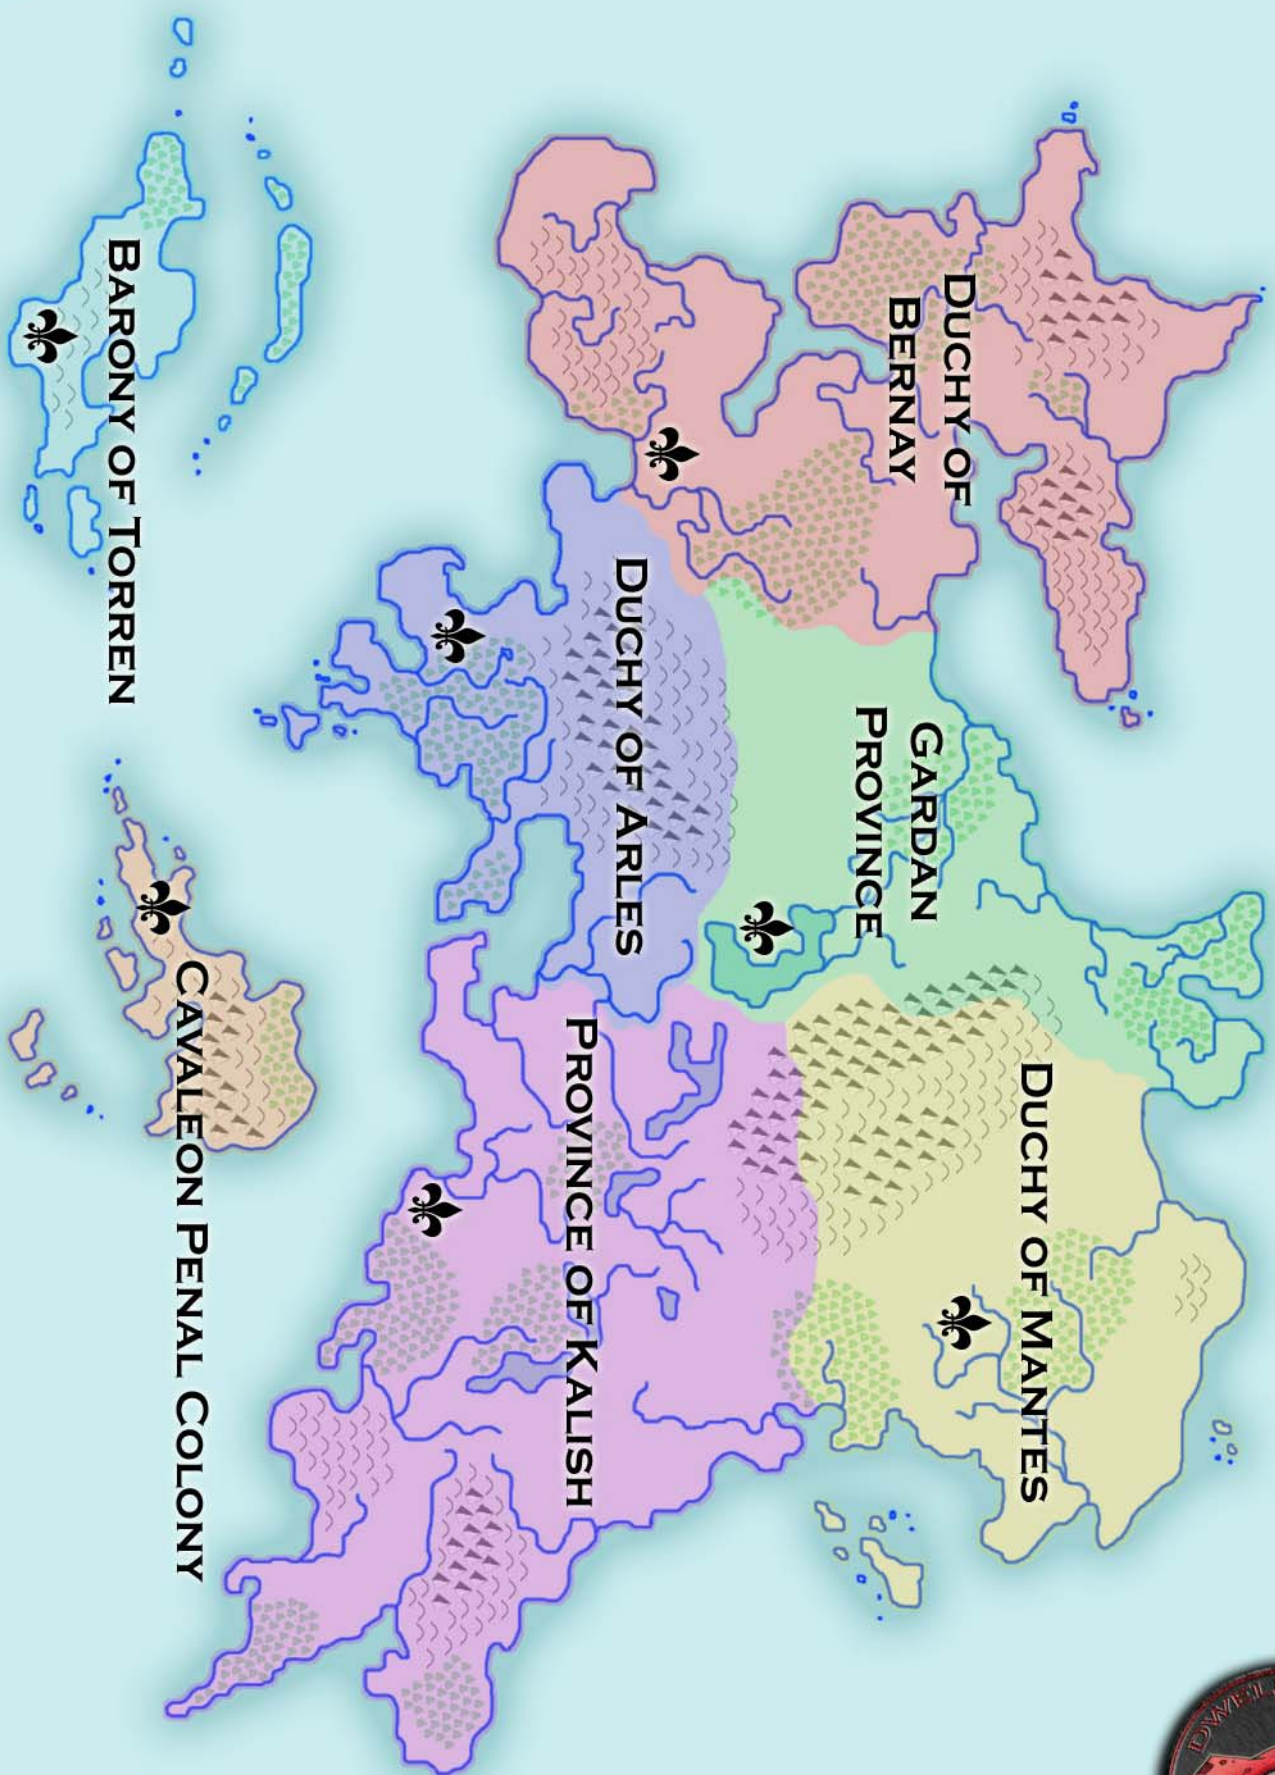 DUCHY OF
BERNAY
GARDAN
PROVINCE
DUCHY OF MANTES
DUCHY OF ARLES
PROVINCE OF KALISH
BARONY OF TORREN
CAVALEON PENAL COLONY